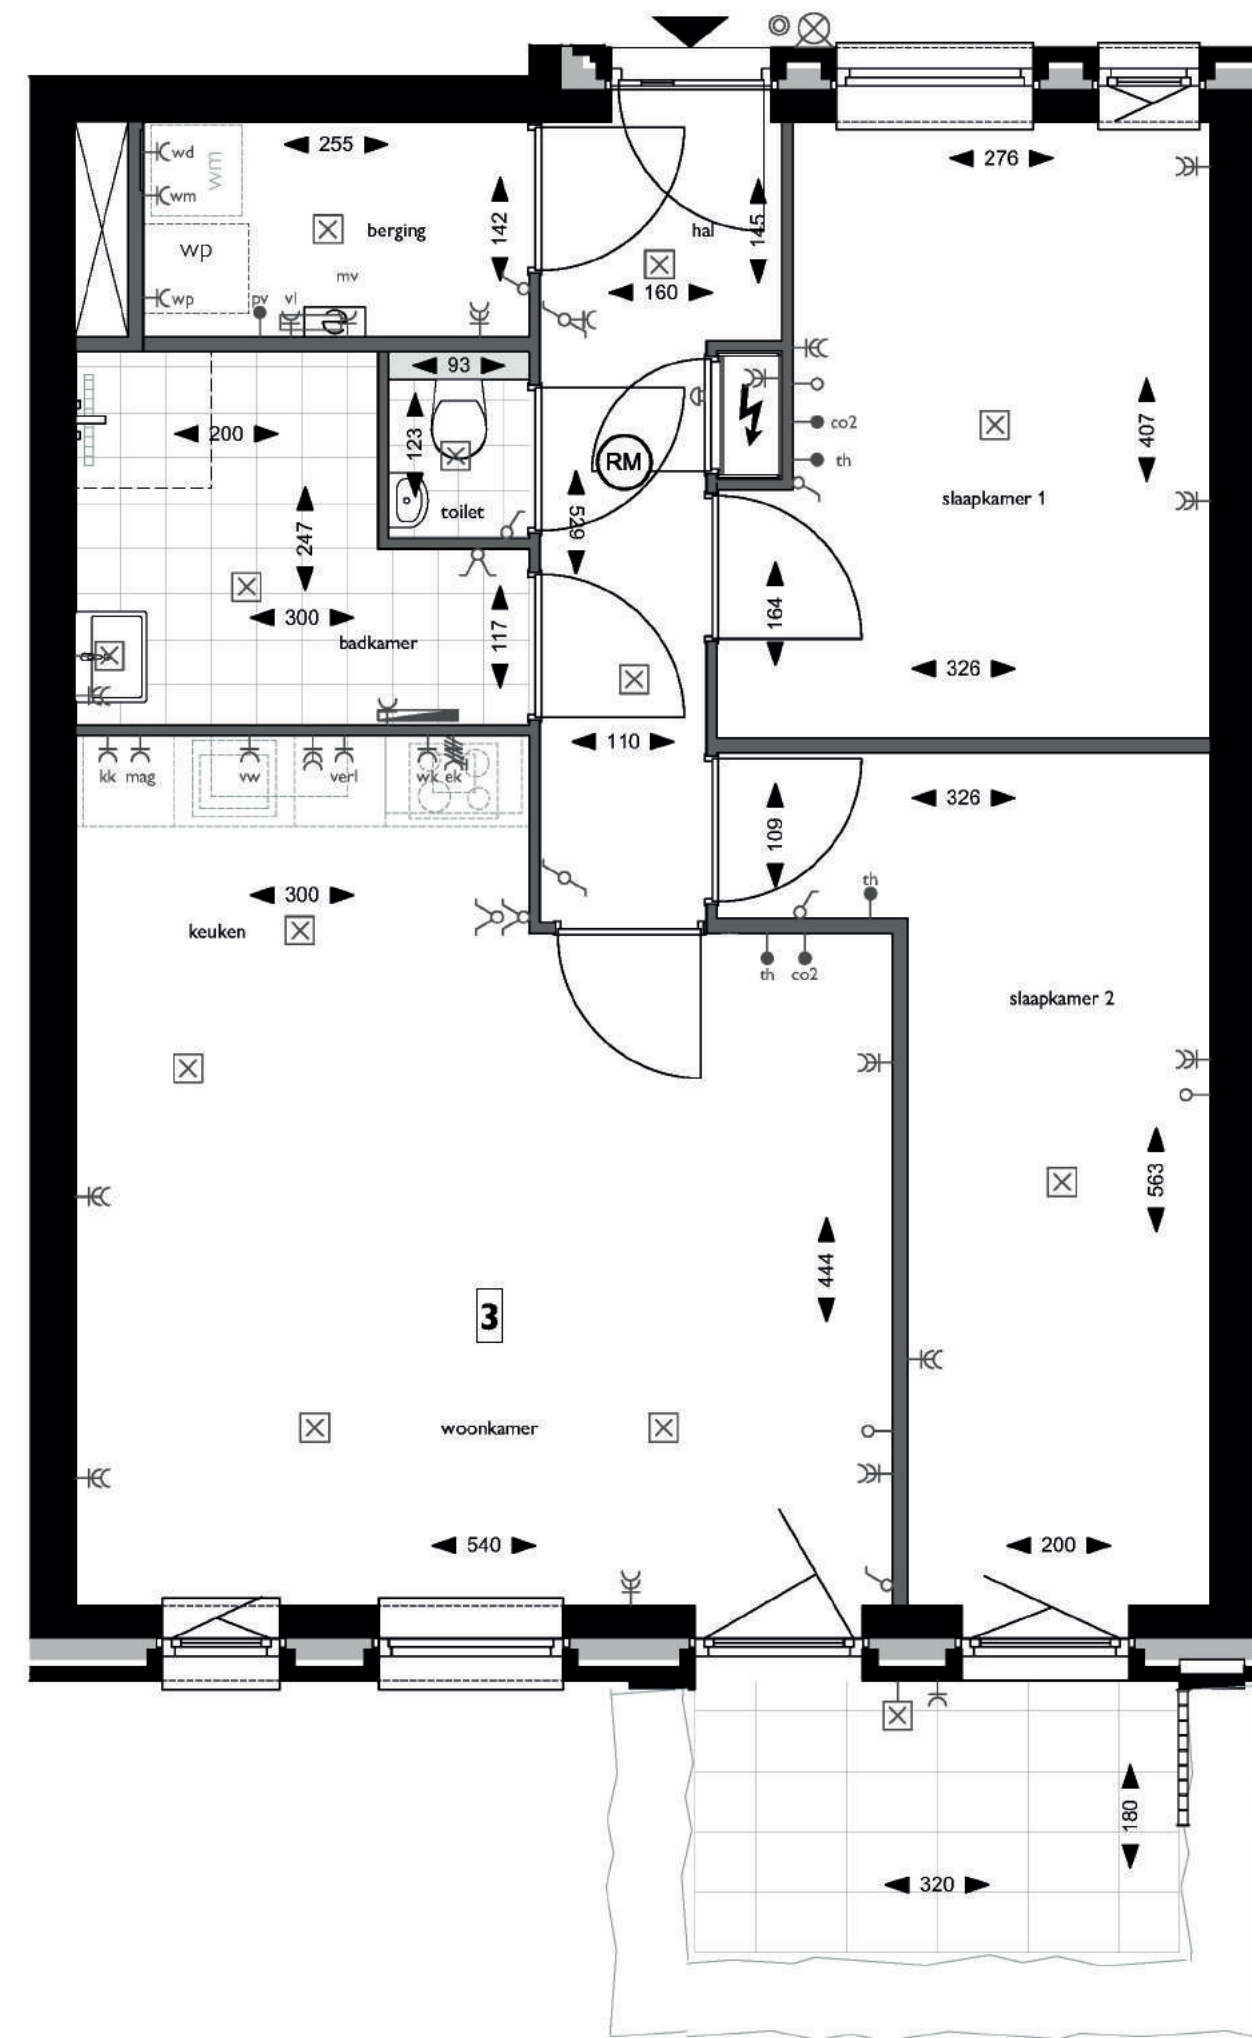 255
276
wd
wm
wm
142
berging
hal
145
wp
160
mv
wp
pv
vl
93
407
200
123
co2
RM
th
slaapkamer 1
toilet
529
247
164
300
117
badkamer
326
110
kk
mag
vw
verl
wk
ek
326
109
th
300
keuken
th
co2
slaapkamer 2
563
444
3
woonkamer
540
200
180
320